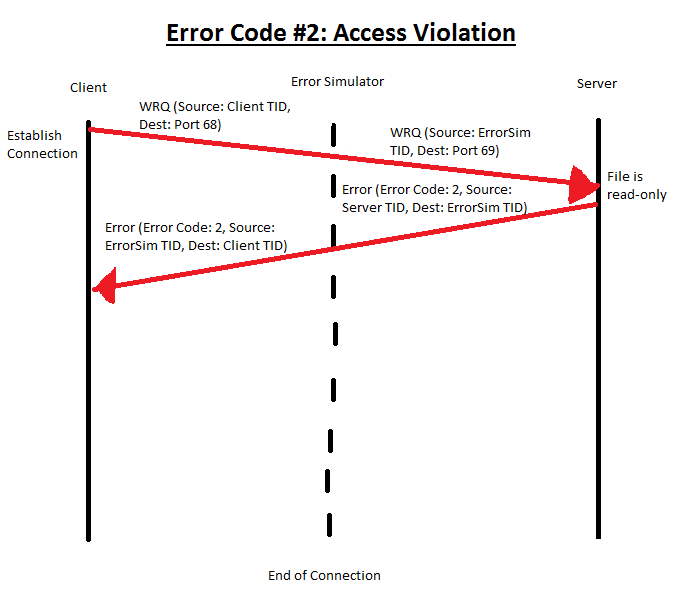 Error Code #2: Access Violation
Client
Error Simulator
Server
WRQ (Source: Client TID,
Dest: Port 68)
Establish
Connection
WRQ (Source: ErrorSim
TID, Dest: Port 69)
File is
read-only
Error (Error Code: 2, Source:
Server TID, Dest: ErrorSim TID)
Error (Error Code: 2, Source:
ErrorSim TID, Dest: Client TID)
End of Connection